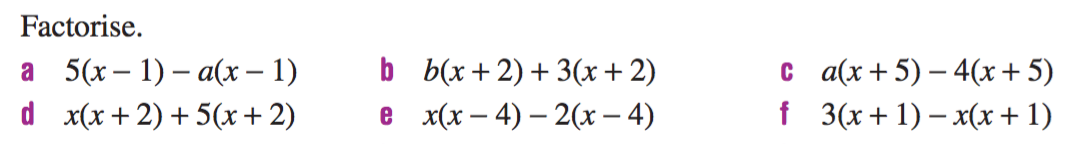 Factorise.
a 5(x – 1) – a(x – 1) b b(x + 2) + 3(x + 2) c a(x + 5) – 4(x + 5)
d x(x + 2) + 5(x + 2) e x(x – 4) – 2(x – 4) f 3(x + 1) – x(x + 1)